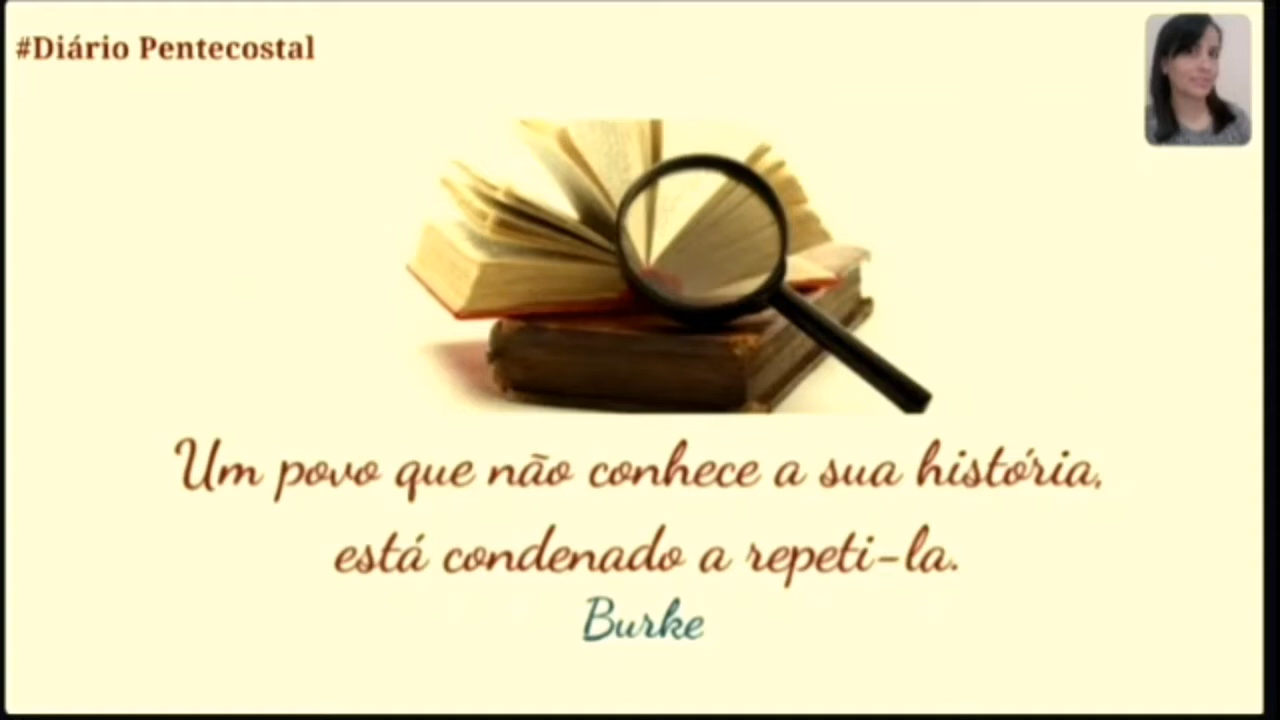 #Diário Pentecostal
Um povo que não conhece a sua história,
está condenado a repeti-la.
Burke